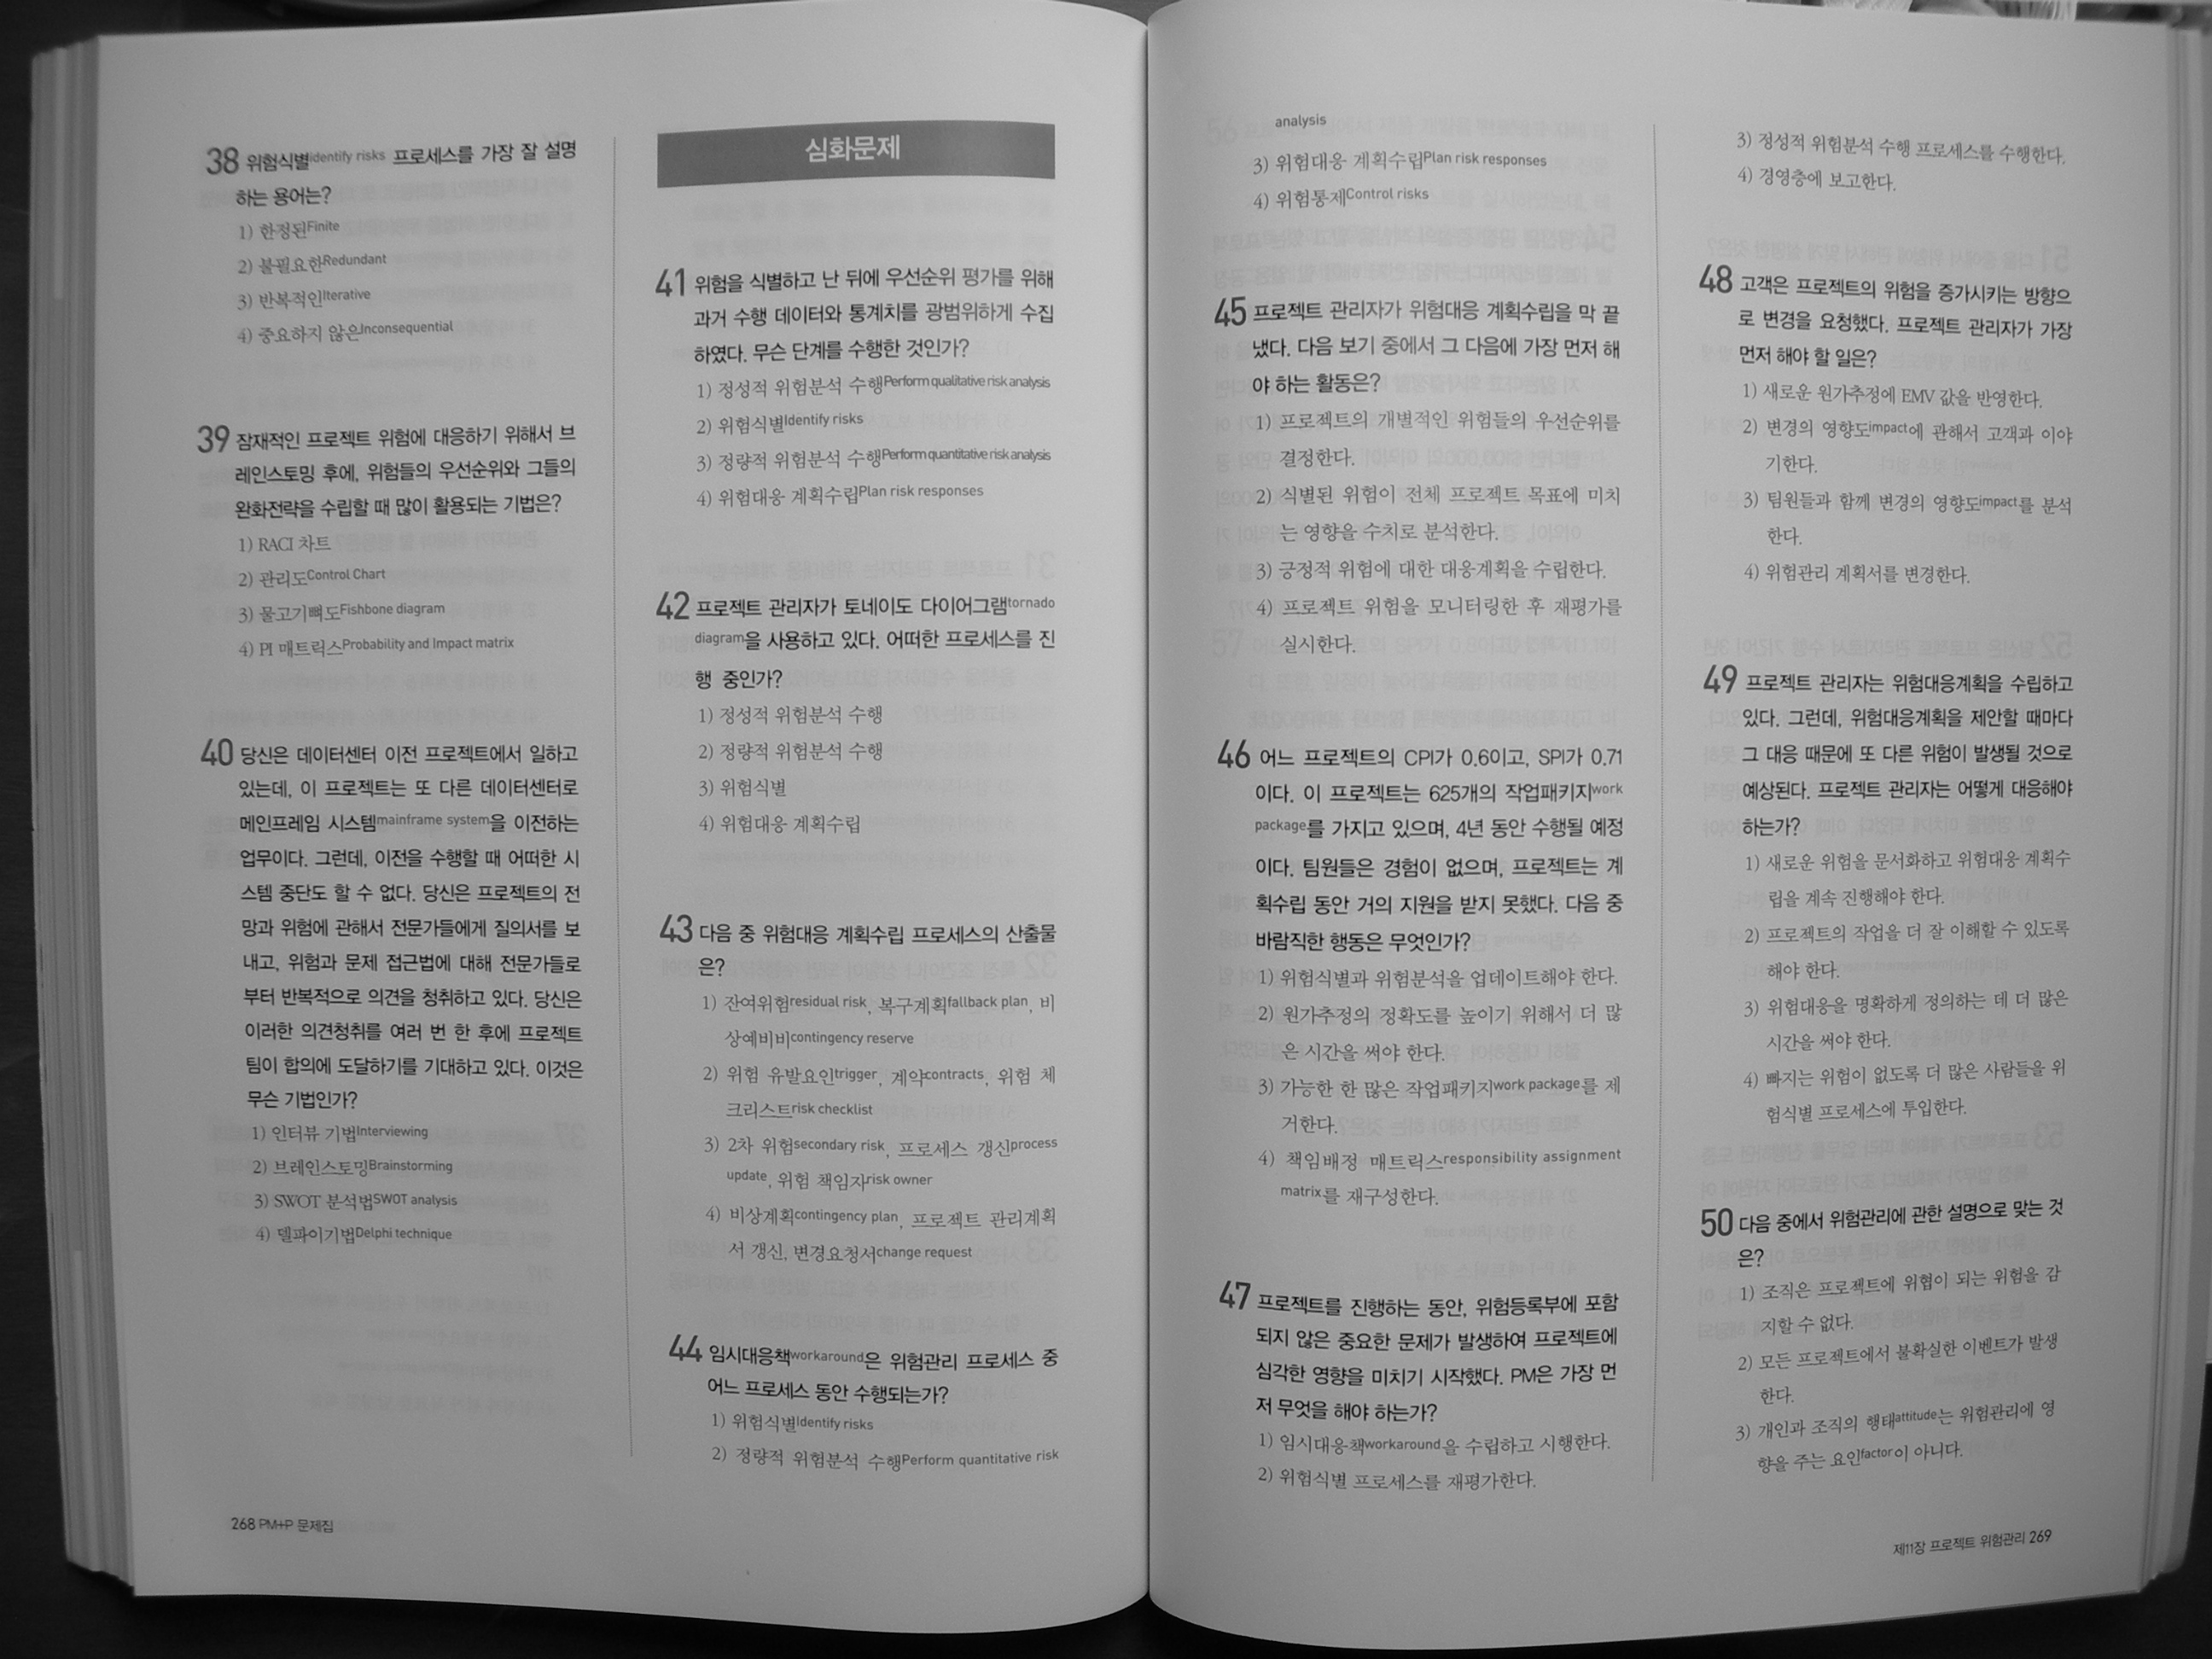 38 위험식별identify risks 프로세스를 가장 잘 설명
하는 용어는?
1) 한정된Finite
2) 불필요한Redundant
3) 반복적인Iterative
4) 중요하지 않은Inconsequential
39 잠재적인 프로젝트 위험에 대응하기 위해서 브
레인스토밍 후에, 위험들의 우선순위와 그들의
완화전략을 수립할 때 많이 활용되는 기법은?
1) RACI 차트
2) 관리도Control Chart
3) 물고기뼈도Fishbone diagram
4) PI 매트릭스Probability and Impact matrix
40 당신은 데이터센터 이전 프로젝트에서 일하고
있는데, 이 프로젝트는 또 다른 데이터센터로
메인프레임 시스템mainframe system을 이전하는
업무이다. 그런데, 이전을 수행할 때 어떠한 시
스템 중단도 할 수 없다. 당신은 프로젝트의 전
망과 위험에 관해서 전문가들에게 질의서를 보
내고, 위험과 문제 접근법에 대해 전문가들로
부터 반복적으로 의견을 청취하고 있다. 당신은
이러한 의견청취를 여러 번 한 후에 프로젝트
팀이 합의에 도달하기를 기대하고 있다. 이것은
무슨 기법인가?
1) 인터뷰 기법Interviewing
2) 브레인스토밍Brainstorming
3) SWOT 분석법SWOT analysis
4) 델파이기법Delphi technique
268 PM+P 문제집
심화문제
41 위험을 식별하고 난 뒤에 우선순위 평가를 위해
과거 수행 데이터와 통계치를 광범위하게 수집
하였다. 무슨 단계를 수행한 것인가?
1) 정성적 위험분석 수행Perform qualitative risk analysis
2) 위험식별Identify risks
3) 정량적 위험분석 수행Perform quantitative risk analysis
4) 위험대응 계획수립Plan risk responses
42 프로젝트 관리자가 토네이도 다이어그램tornado
diagram을 사용하고 있다. 어떠한 프로세스를 진
행 중인가?
1) 정성적 위험분석 수행
2) 정량적 위험분석 수행
3) 위험식별
4) 위험대응 계획수립
43 다음 중 위험대응 계획수립 프로세스의 산출물
은?
1) 잔여위험residual risk, 복구계획fallback plan, 비
상예비비contingency reserve
2) 위험 유발요인trigger, 계약contracts, 위험 체
크리스트risk checklist
3) 2차 위험secondary risk, 프로세스 갱신process
update, 위험 책임자risk owner
4) 비상계획contingency plan, 프로젝트 관리계획
서 갱신, 변경요청서change request
44 임시대응책workaround은 위험관리 프로세스 중
어느 프로세스 동안 수행되는가?
1) 위험식별Identify risks
2) 정량적 위험분석 수행Perform quantitative risk
analysis
3) 위험대응 계획수립Plan risk responses
4) 위험통제Control risks
45 프로젝트 관리자가 위험대응 계획수립을 막 끝
냈다. 다음 보기 중에서 그 다음에 가장 먼저 해
야 하는 활동은?
1) 프로젝트의 개별적인 위험들의 우선순위를
결정한다.
2) 식별된 위험이 전체 프로젝트 목표에 미치
는 영향을 수치로 분석한다.
3) 긍정적 위험에 대한 대응계획을 수립한다.
4) 프로젝트 위험을 모니터링한 후 재평가를
실시한다.
46 어느 프로젝트의 CPI가 0.6이고, SPI가 0.71
이다. 이 프로젝트는 625개의 작업패키지work
package를 가지고 있으며, 4년 동안 수행될 예정
이다. 팀원들은 경험이 없으며, 프로젝트는 계
획수립 동안 거의 지원을 받지 못했다. 다음 중
바람직한 행동은 무엇인가?
1) 위험식별과 위험분석을 업데이트해야 한다.
2) 원가추정의 정확도를 높이기 위해서 더 많
은 시간을 써야 한다.
3) 가능한 한 많은 작업패키지work package를 제
거한다.
4) 책임배정 매트릭스responsibility assignment
matrix를 재구성한다.
47 프로젝트를 진행하는 동안, 위험등록부에 포함
되지 않은 중요한 문제가 발생하여 프로젝트에
심각한 영향을 미치기 시작했다. PM은 가장 먼
저 무엇을 해야 하는가?
1) 임시대응책workaround을 수립하고 시행한다.
2) 위험식별 프로세스를 재평가한다.
3) 정성적 위험분석 수행 프로세스를 수행한다.
4) 경영층에 보고한다.
48 고객은 프로젝트의 위험을 증가시키는 방향으
로 변경을 요청했다. 프로젝트 관리자가 가장
먼저 해야 할 일은?
1) 새로운 원가추정에 EMV 값을 반영한다.
2) 변경의 영향도impact에 관해서 고객과 이야
기한다.
3) 팀원들과 함께 변경의 영향도impact를 분석
한다.
4) 위험관리 계획서를 변경한다.
49 프로젝트 관리자는 위험대응계획을 수립하고
있다. 그런데, 위험대응계획을 제안할 때마다
그 대응 때문에 또 다른 위험이 발생될 것으로
예상된다. 프로젝트 관리자는 어떻게 대응해야
하는가?
1) 새로운 위험을 문서화하고 위험대응 계획수
립을 계속 진행해야 한다.
2) 프로젝트의 작업을 더 잘 이해할 수 있도록
해야 한다.
3) 위험대응을 명확하게 정의하는 데 더 많은
시간을 써야 한다.
4) 빠지는 위험이 없도록 더 많은 사람들을 위
험식별 프로세스에 투입한다.
50 다음 중에서 위험관리에 관한 설명으로 맞는 것
은?
1) 조직은 프로젝트에 위협이 되는 위험을 감
지할 수 없다.
2) 모든 프로젝트에서 불확실한 이벤트가 발생
한다.
3) 개인과 조직의 행태attitude는 위험관리에 영
향을 주는 요인factor이 아니다.
제11장 프로젝트 위험관리 269